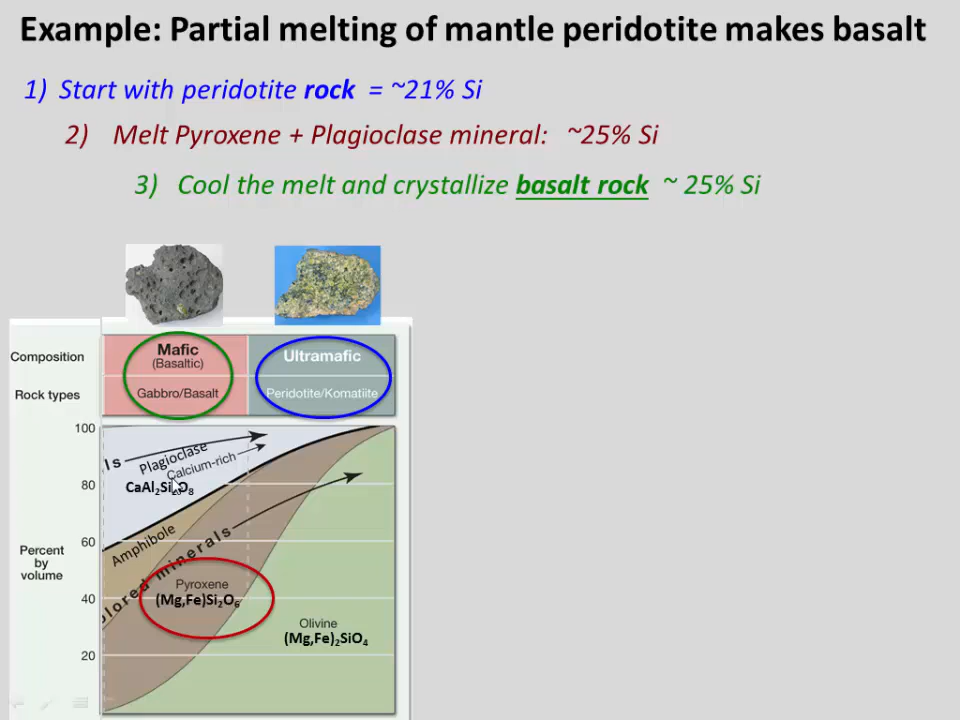 Example: Partial melting of mantle peridotite makes basalt
1) Start with peridotite rock = ~21% Si
2) Melt Pyroxene + Plagioclase mineral: ~25% Si
3) Cool the melt and crystallize basalt rock ~ 25% Si
Composition
Mafic
(Basaltic)
Ultramafic
Rock types
Gabbro/Basalt
Peridotite/Komatiite
100
80
60
40
20
Percent
by
volume
ls
Plagioclase
Calcium-rich
CaAl₂Si₂O₈
Amphibole
olored minerals
Pyroxene
(Mg,Fe)Si₂O₆
Olivine
(Mg,Fe)₂SiO₄